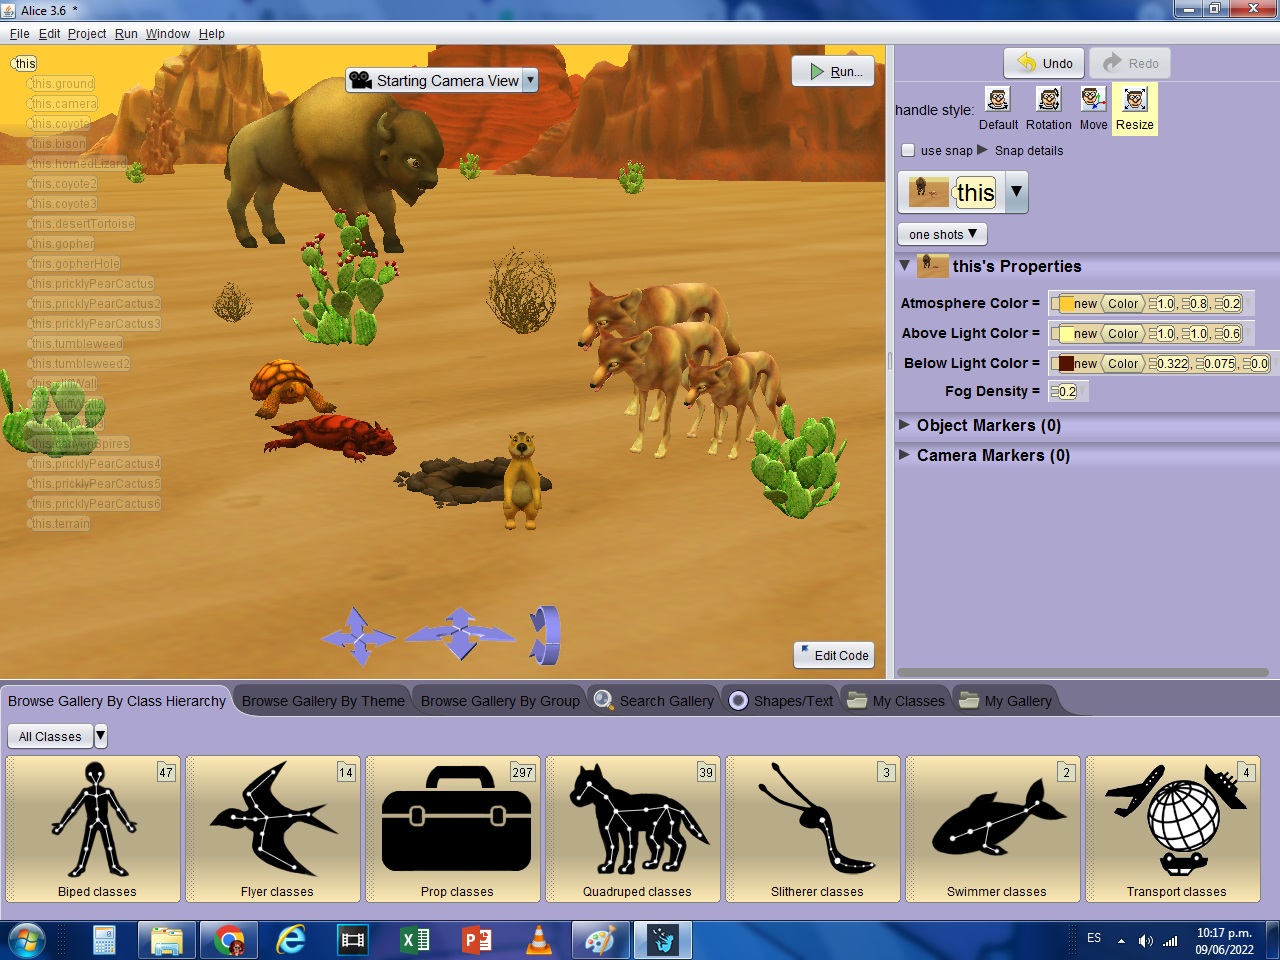 Alice 3.6 *
File Edit Project Run Window Help
this
this.ground
this.camera
this.coyote
this.bison
this.hornedLizard
this.coyote2
this.coyote3
this.desertTortoise
this.gopher
this.gopherHole
this.pricklyPearCactus
this.pricklyPearCactus2
this.pricklyPearCactus3
this.tumbleweed
this.tumbleweed2
this.cliffWall
this.cliffWall2
this.canyonSpires
this.pricklyPearCactus4
this.pricklyPearCactus5
this.pricklyPearCactus6
this.terrain
Starting Camera View
Run...
Edit Code
Undo Redo
handle style: Default Rotation Move Resize
use snap Snap details
this
one shots
this's Properties
Atmosphere Color = new Color 1.0, 0.8, 0.2
Above Light Color = new Color 1.0, 1.0, 0.6
Below Light Color = new Color 0.322, 0.075, 0.0
Fog Density = 0.2
Object Markers (0)
Camera Markers (0)
Browse Gallery By Class Hierarchy Browse Gallery By Theme Browse Gallery By Group Search Gallery Shapes/Text My Classes My Gallery
All Classes
47 14 297 39 3 2 4
Biped classes Flyer classes Prop classes Quadruped classes Slitherer classes Swimmer classes Transport classes
ES 10:17 p.m.
09/06/2022